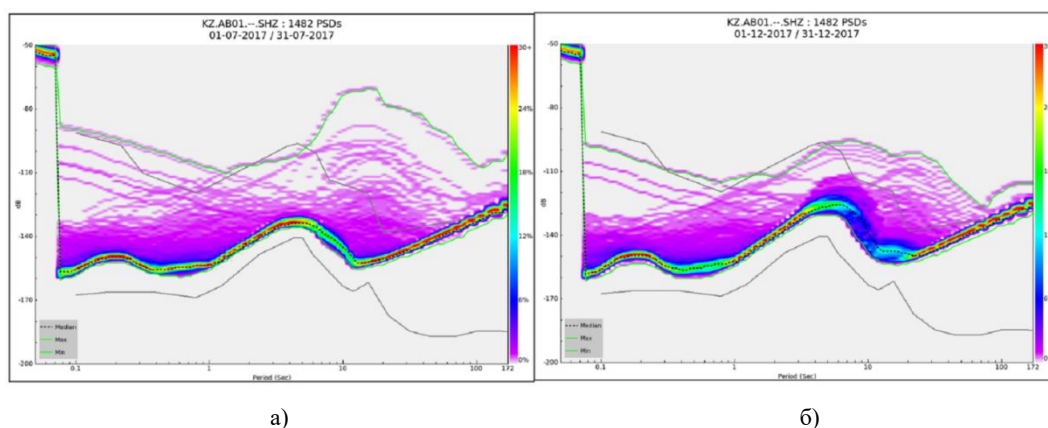 KZ.AB01.--.SHZ : 1482 PSDs
01-07-2017 / 31-07-2017
-50
-80
-110
-140
-170
-200
dB
30+
24%
18%
12%
6%
0%
Median
Max
Min
0.1
1
10
100
172
Period (Sec)
KZ.AB01.--.SHZ : 1482 PSDs
01-12-2017 / 31-12-2017
-50
-80
-110
-140
-170
-200
dB
Median
Max
Min
0.1
1
10
100
172
Period (Sec)
а)
б)